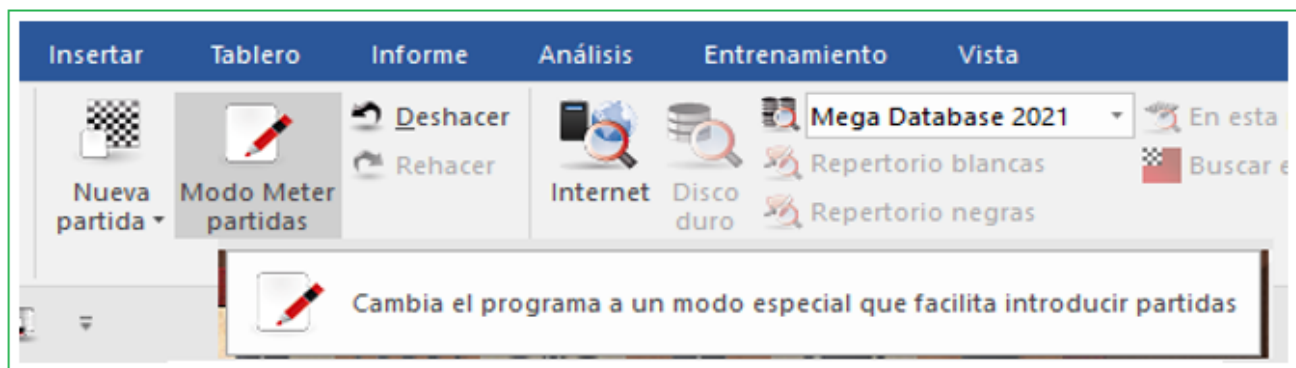 Insertar Tablero Informe Análisis Entrenamiento Vista
Nueva partida
Modo Meter partidas
Deshacer
Rehacer
Internet
Disco duro
Mega Database 2021
Repertorio blancas
Repertorio negras
En esta
Buscar e
Cambia el programa a un modo especial que facilita introducir partidas